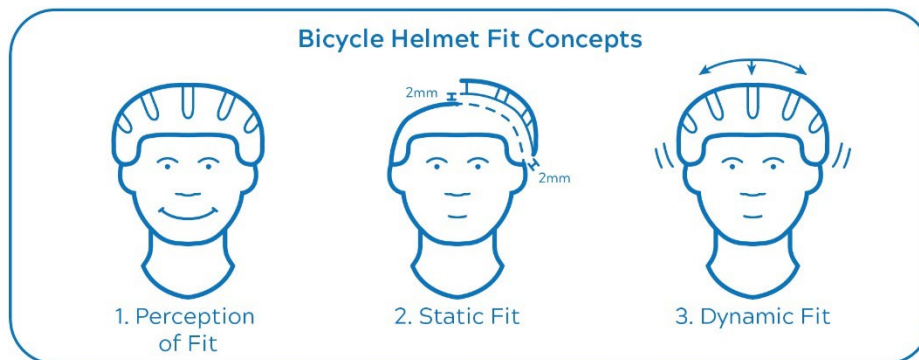 Bicycle Helmet Fit Concepts
2mm
2mm
1. Perception
of Fit
2. Static Fit
3. Dynamic Fit